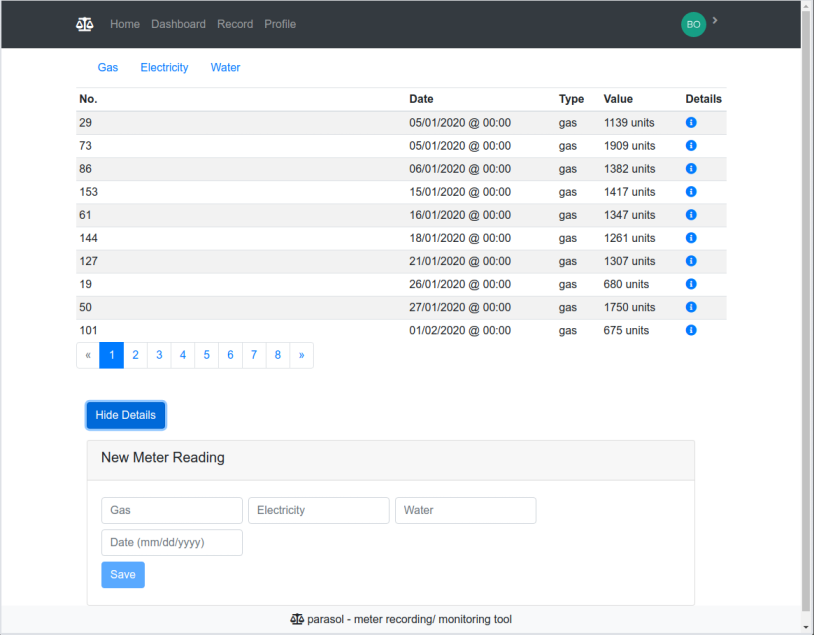 Home Dashboard Record Profile BO
Gas Electricity Water
No. Date Type Value Details
29 05/01/2020 @ 00:00 gas 1139 units
73 05/01/2020 @ 00:00 gas 1909 units
86 06/01/2020 @ 00:00 gas 1382 units
153 15/01/2020 @ 00:00 gas 1417 units
61 16/01/2020 @ 00:00 gas 1347 units
144 18/01/2020 @ 00:00 gas 1261 units
127 21/01/2020 @ 00:00 gas 1307 units
19 26/01/2020 @ 00:00 gas 680 units
50 27/01/2020 @ 00:00 gas 1750 units
101 01/02/2020 @ 00:00 gas 675 units
« 1 2 3 4 5 6 7 8 »
Hide Details
New Meter Reading
Gas Electricity Water
Date (mm/dd/yyyy)
Save
parasol - meter recording/ monitoring tool